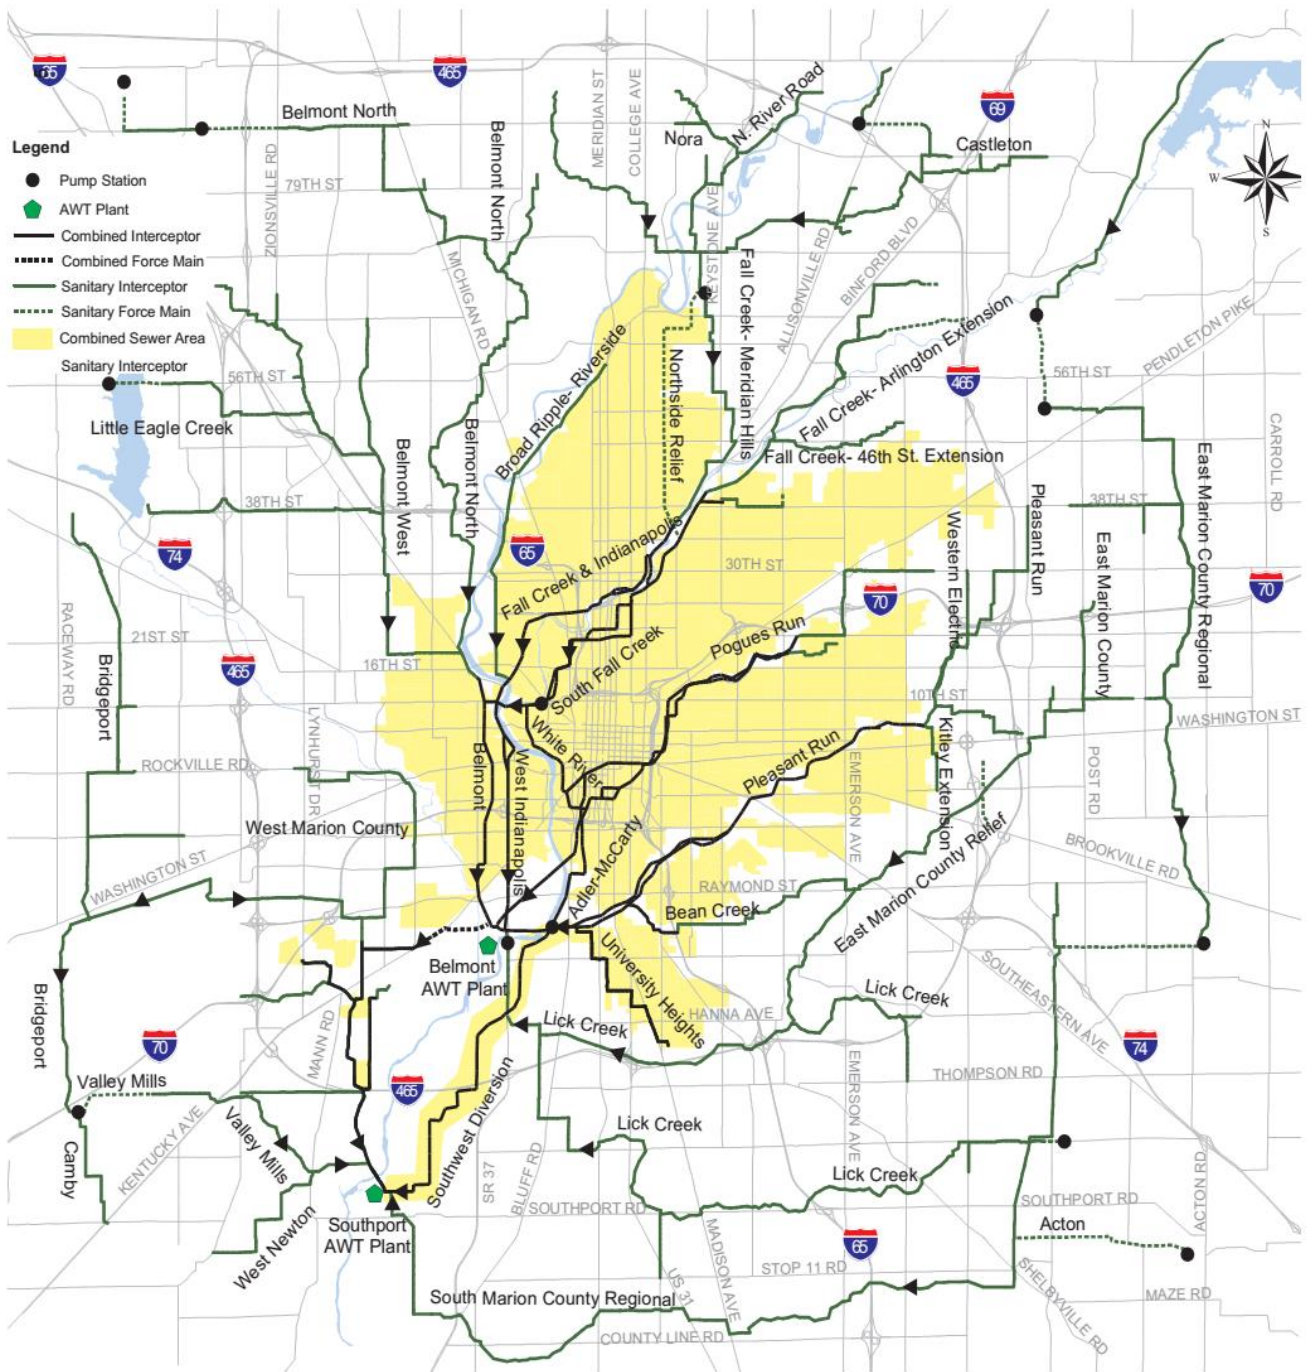 65
465
Belmont North
Belmont North
MERIDIAN ST
COLLEGE AVE
Nora
N. River Road
69
Castleton
N
W
S
Legend
Pump Station
AWT Plant
Combined Interceptor
Combined Force Main
Sanitary Interceptor
Sanitary Force Main
Combined Sewer Area
Sanitary Interceptor
ZIONSVILLE RD
79TH ST
MICHIGAN RD
KEYSTONE AVE
Fall Creek- Meridian Hills
ALLISONVILLE RD
BINFORD BLVD
Fall Creek- Arlington Extension
PENDLETON PIKE
56TH ST
Little Eagle Creek
Belmont West
Belmont North
Broad Ripple- Riverside
Northside Relief
465
56TH ST
Fall Creek- 46th St. Extension
CARROLL RD
East Marion County Regional
38TH ST
74
65
Fall Creek & Indianapolis
30TH ST
Western Electric
Pleasant Run
38TH ST
East Marion County
70
70
RACEWAY RD
21ST ST
Bridgeport
465
16TH ST
South Fall Creek
Pogues Run
10TH ST
WASHINGTON ST
LYNHURST DR
ROCKVILLE RD
Belmont
White River
West Indianapolis
Pleasant Run
EMERSON AVE
Kitley Extension
POST RD
West Marion County
WASHINGTON ST
Adler-McCarty
RAYMOND ST
Bean Creek
East Marion County Relief
BROOKVILLE RD
Belmont
AWT Plant
University Heights
Bridgeport
MANN RD
Lick Creek
HANNA AVE
Lick Creek
SOUTHEASTERN AVE
70
74
Valley Mills
465
EMERSON AVE
THOMPSON RD
KENTUCKY AVE
Valley Mills
Camby
Southwest Diversion
Lick Creek
Lick Creek
SR 37
BLUFF RD
SOUTHPORT RD
SOUTHPORT RD
ACTON RD
West Newton
Southport
AWT Plant
MADISON AVE
65
Acton
STOP 11 RD
SHELBYVILLE RD
MAZE RD
South Marion County Regional
US 31
COUNTY LINE RD